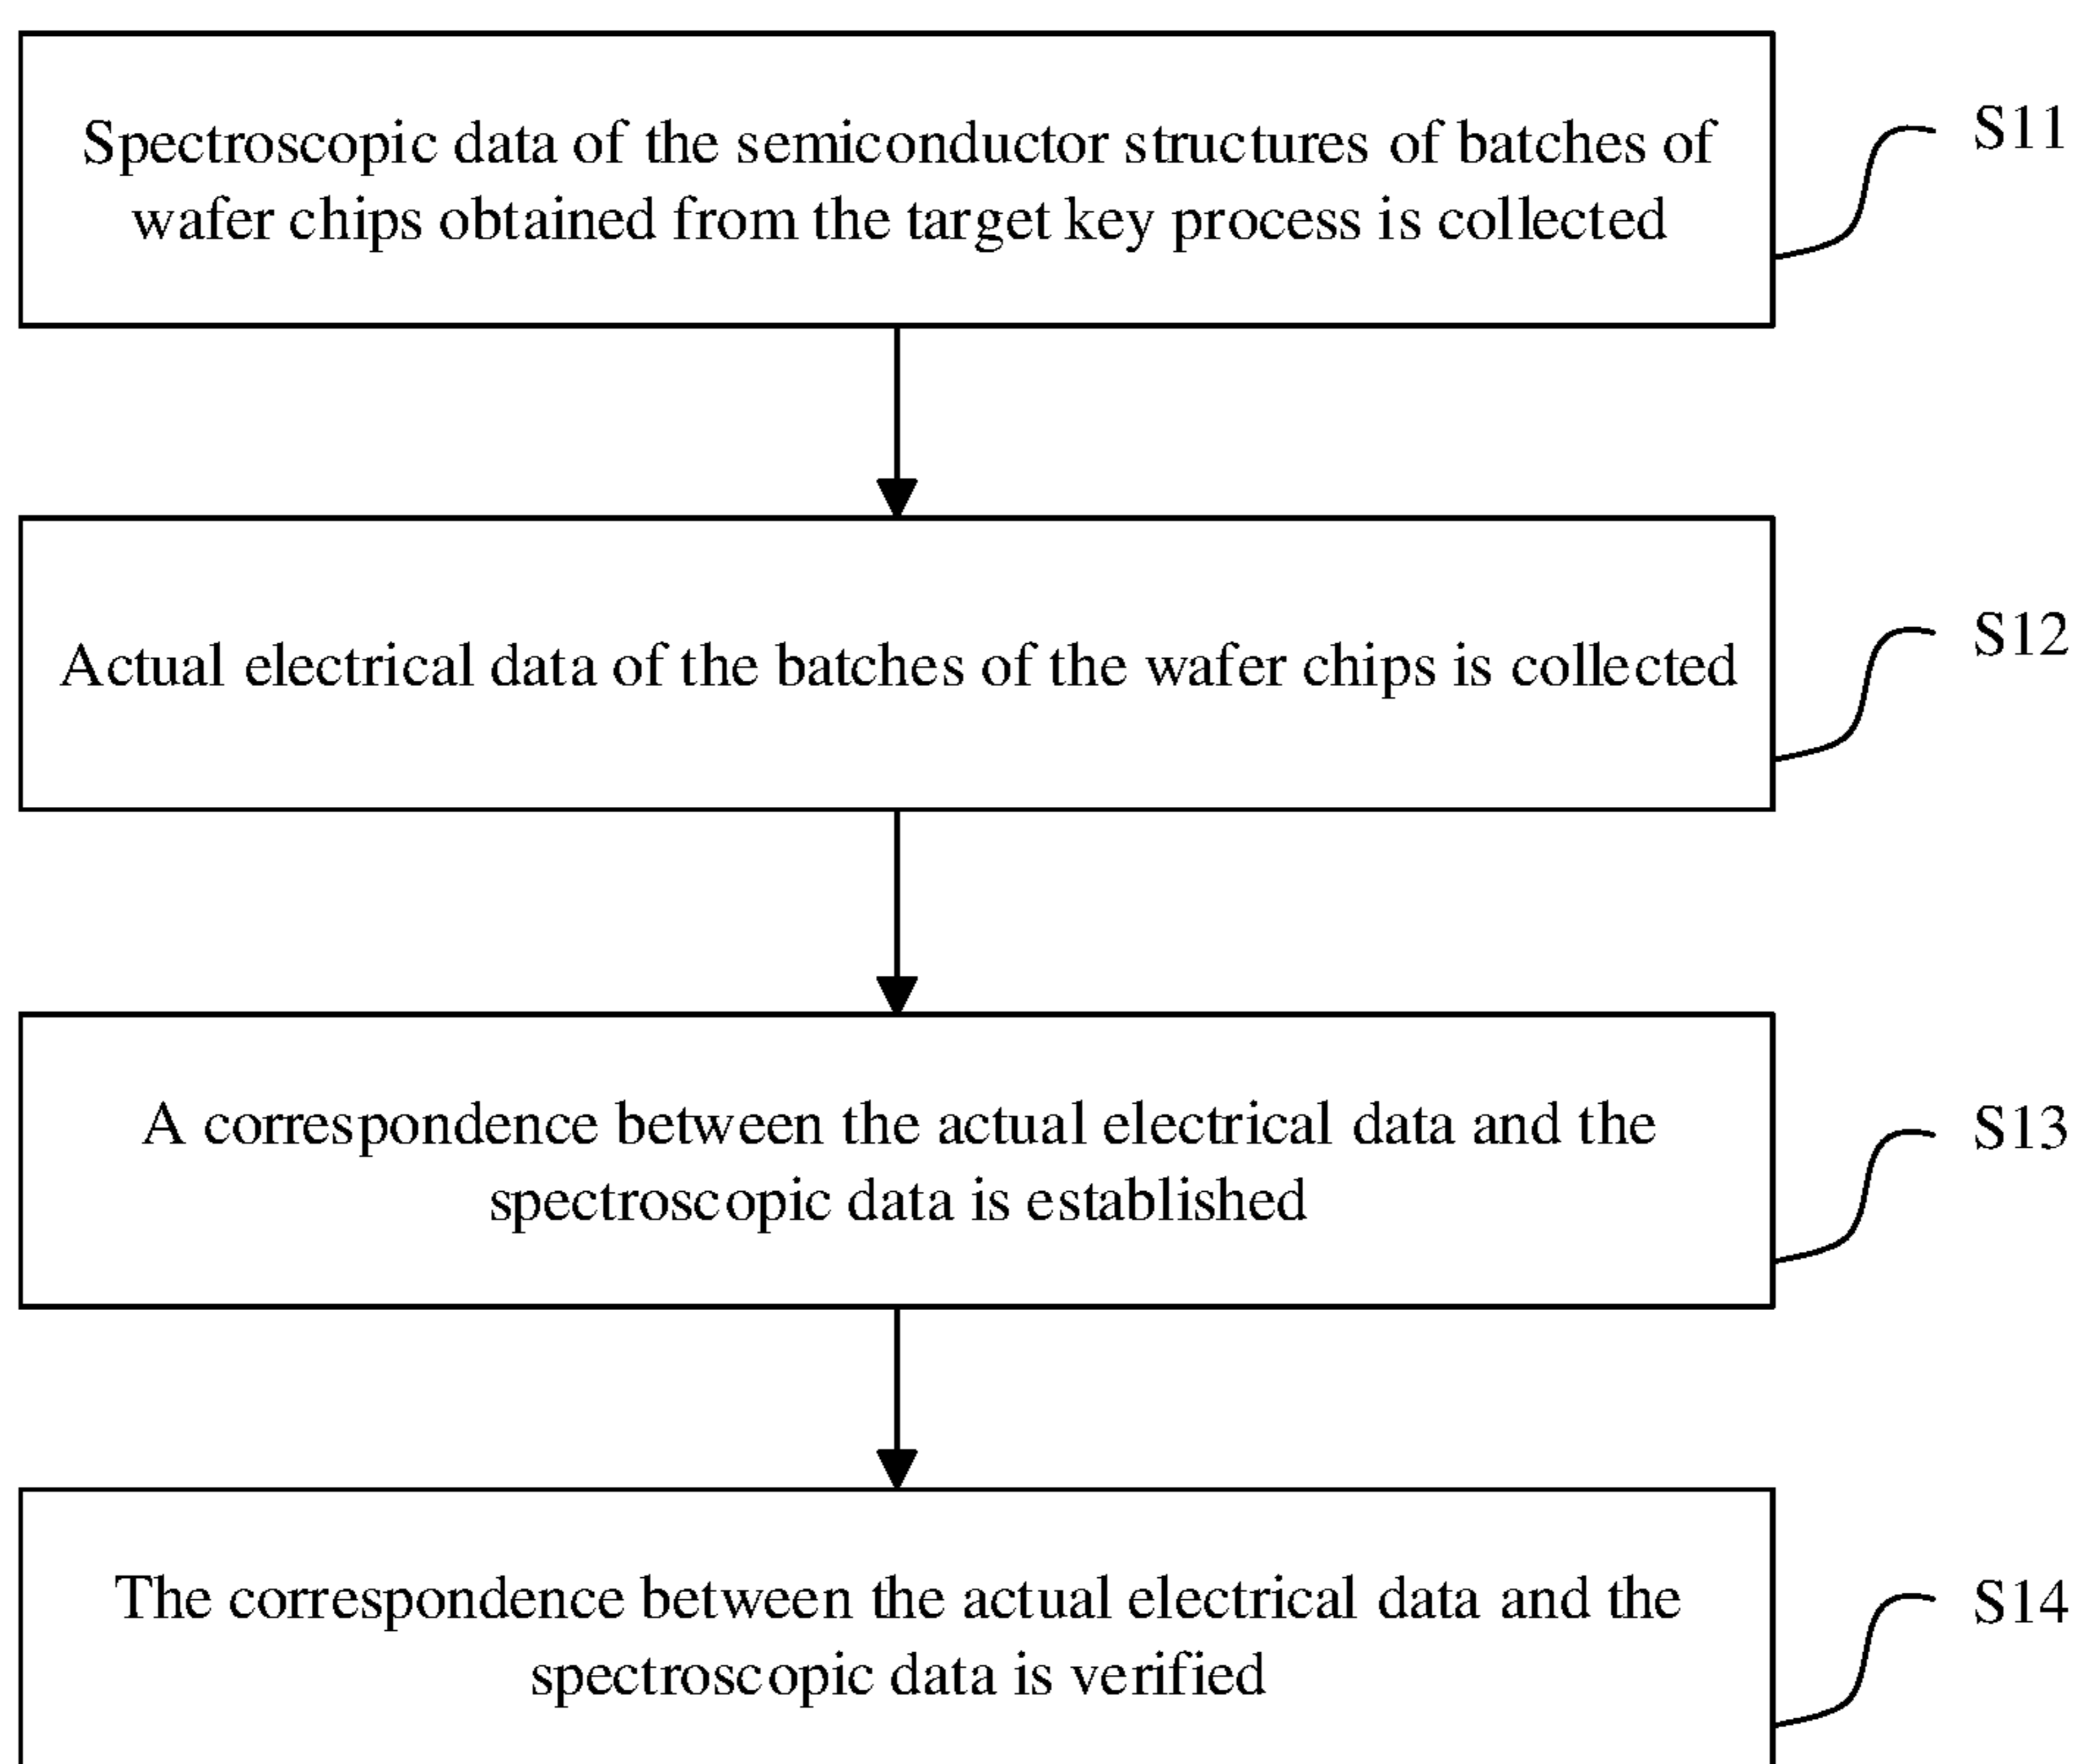 Spectroscopic data of the semiconductor structures of batches of
wafer chips obtained from the target key process is collected
S11
Actual electrical data of the batches of the wafer chips is collected
S12
A correspondence between the actual electrical data and the
spectroscopic data is established
S13
The correspondence between the actual electrical data and the
spectroscopic data is verified
S14